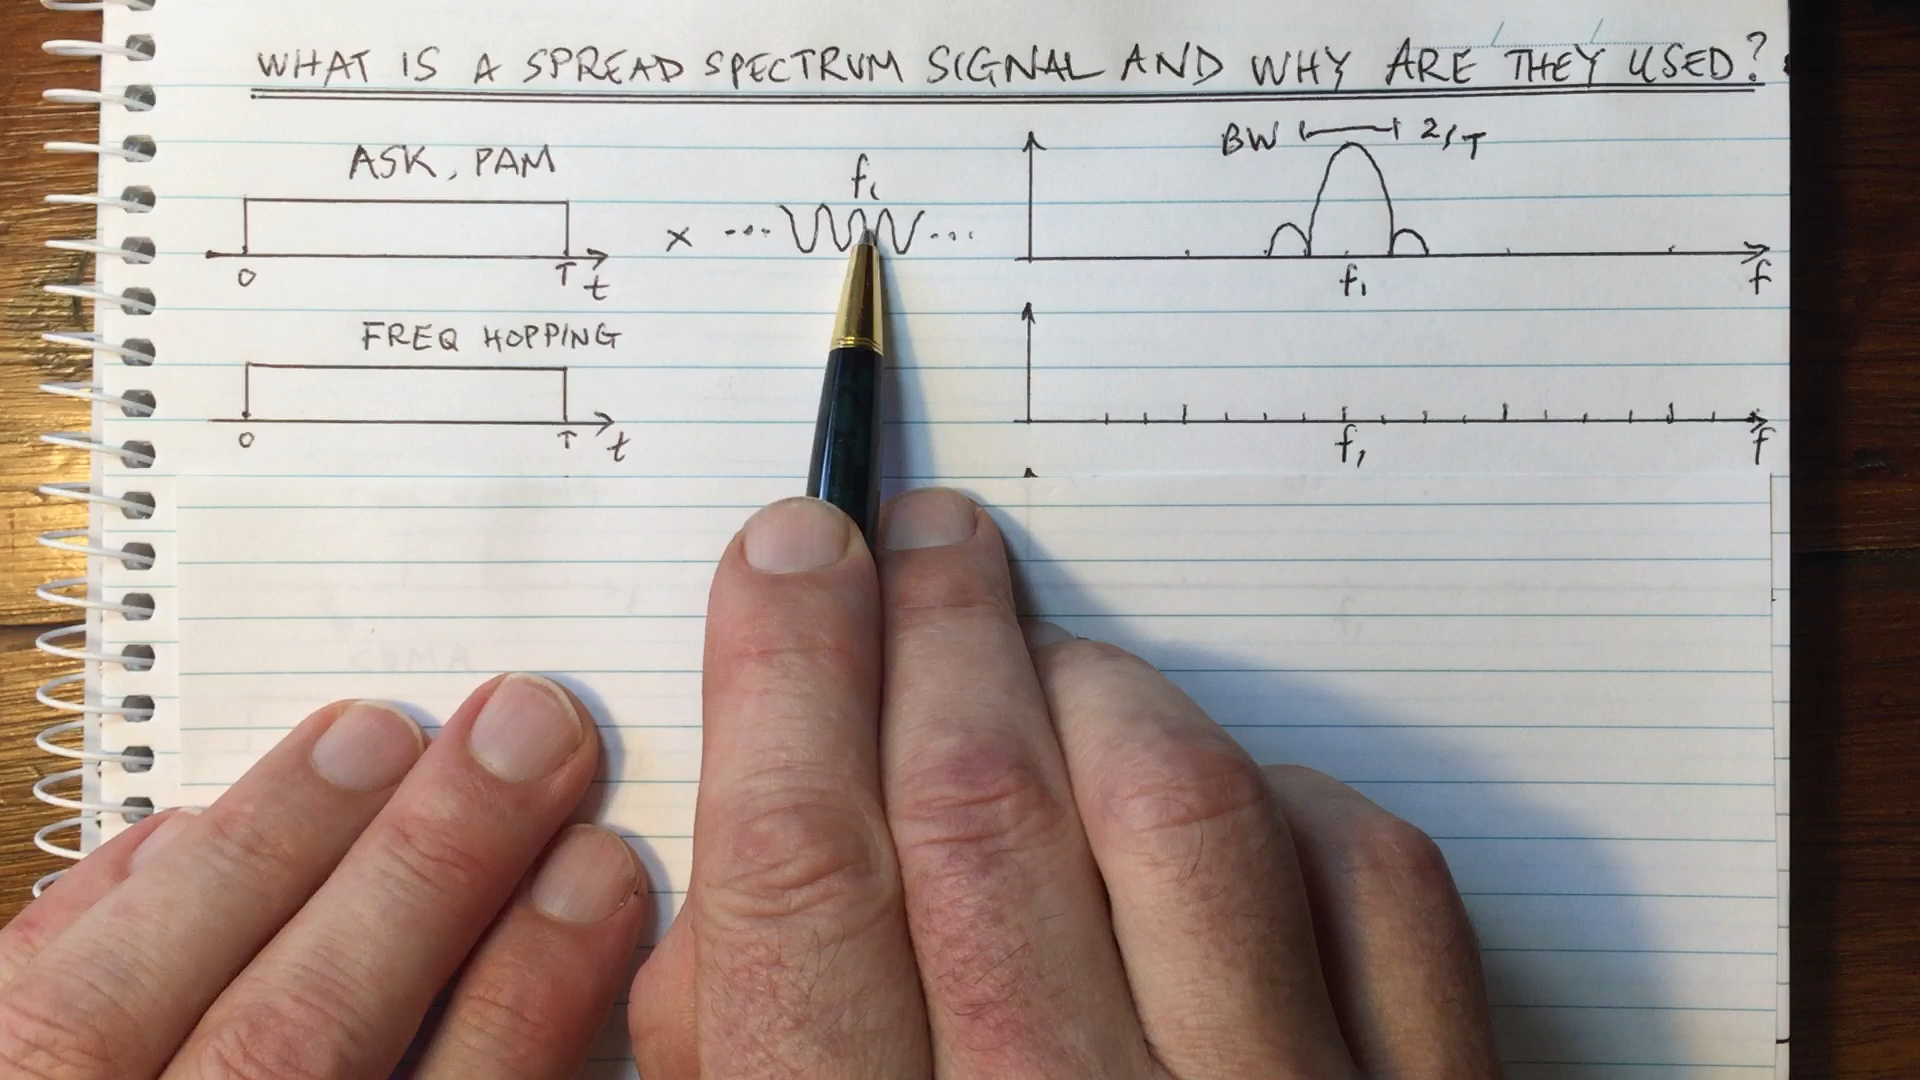 WHAT IS A SPREAD SPECTRUM SIGNAL AND WHY ARE THEY USED?
ASK, PAM
f1
BW 2/T
x ... ...
0 T t
f1 f
FREQ HOPPING
0 T t
f1 f